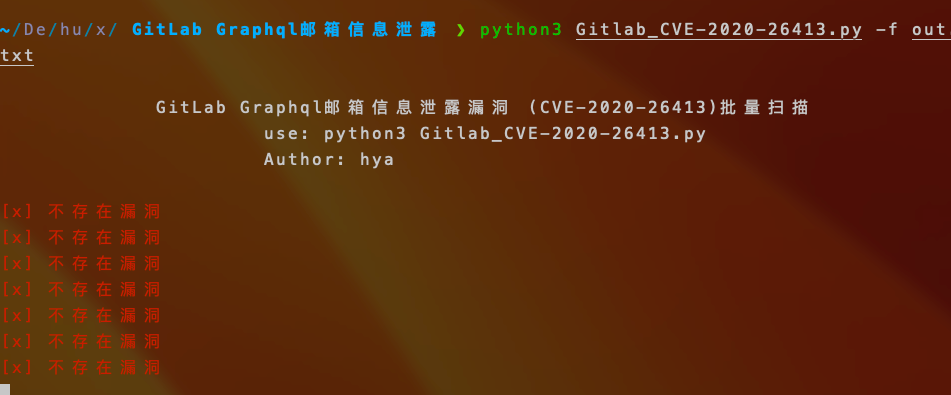 ~/De/hu/x/ GitLab Graphql邮箱信息泄露 ❯ python3 Gitlab_CVE-2020-26413.py -f out.
txt
GitLab Graphql邮箱信息泄露漏洞 (CVE-2020-26413)批量扫描
use: python3 Gitlab_CVE-2020-26413.py
Author: hya
[x] 不存在漏洞
[x] 不存在漏洞
[x] 不存在漏洞
[x] 不存在漏洞
[x] 不存在漏洞
[x] 不存在漏洞
[x] 不存在漏洞